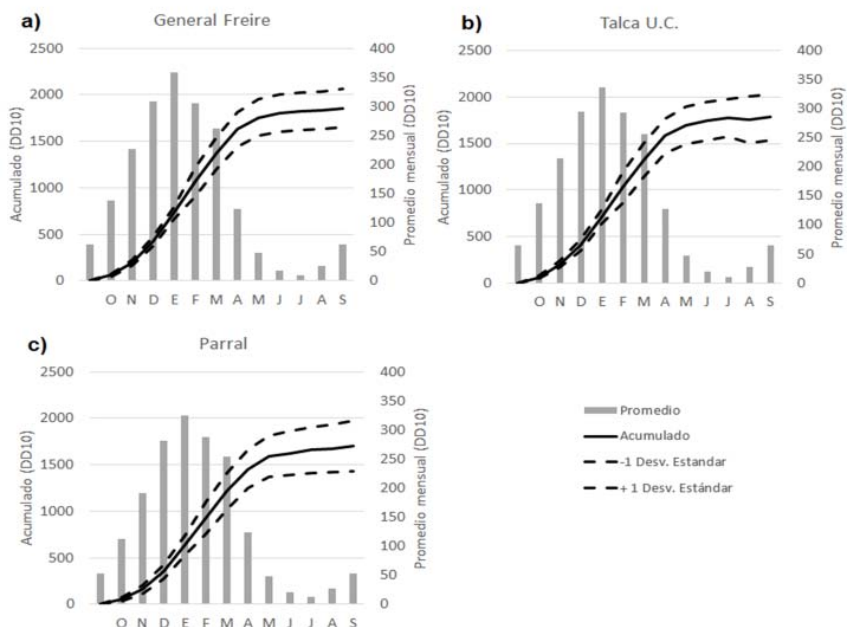 a)
General Freire
Acumulado (DD10)
2500
2000
1500
1000
500
0
400
350
300
250
200
150
100
50
0
Promedio mensual (DD10)
O N D E F M A M J J A S
b)
Talca U.C.
Acumulado (DD10)
2500
2000
1500
1000
500
0
400
350
300
250
200
150
100
50
0
Promedio mensual (DD10)
O N D E F M A M J J A S
c)
Parral
Acumulado (DD10)
2500
2000
1500
1000
500
0
400
350
300
250
200
150
100
50
0
Promedio mensual (DD10)
O N D E F M A M J J A S
Promedio
Acumulado
-1 Desv. Estandar
+ 1 Desv. Estándar